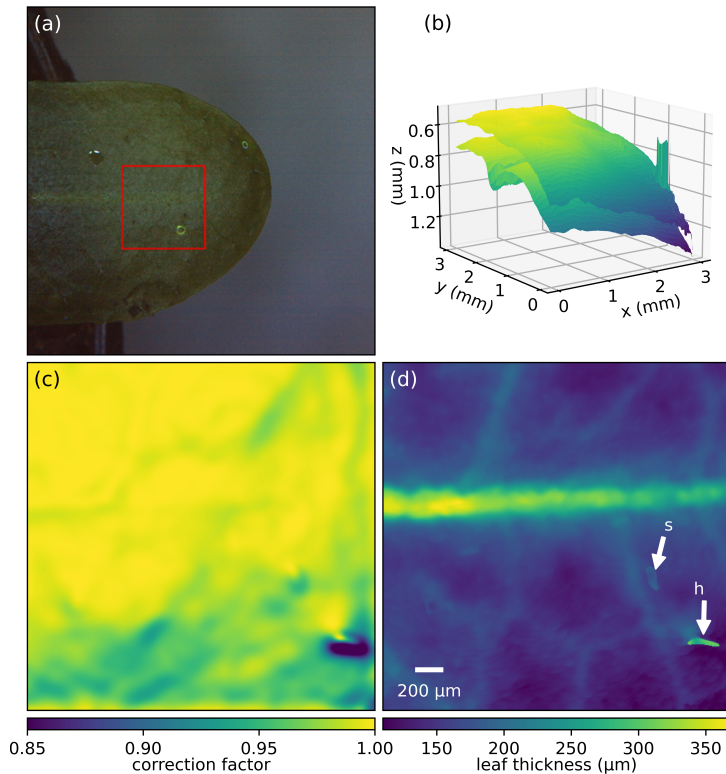 (a)
(b)
0.6
0.8
1.0
1.2
z (mm)
3
2
1
0
y (mm)
0
1
2
3
x (mm)
(c)
(d)
s
h
200 µm
0.85
0.90
0.95
1.00
correction factor
150
200
250
300
350
leaf thickness (µm)